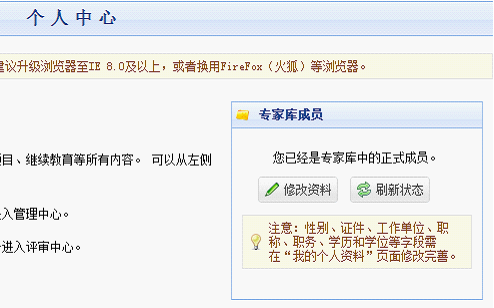 个人中心
建议升级浏览器至IE 8.0及以上，或者换用FireFox（火狐）等浏览器。
专家库成员
项目、继续教育等所有内容。 可以从左侧
您已经是专家库中的正式成员。
修改资料
刷新状态
入管理中心。
进入评审中心。
注意：性别、证件、工作单位、职
称、职务、学历和学位等字段需
在“我的个人资料”页面修改完善。